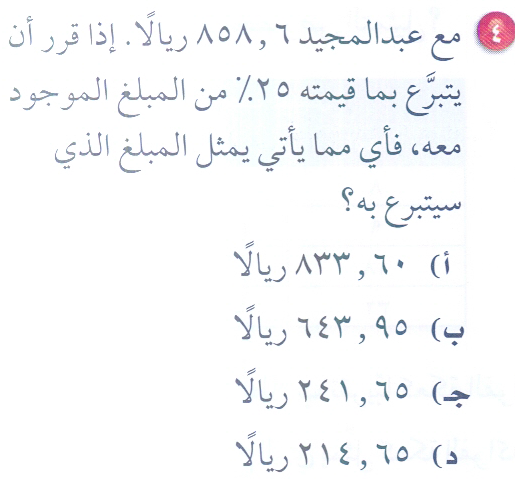 ٤ مع عبدالمجيد ٨٥٨,٦ ريالًا. إذا قرر أن
يتبرَّع بما قيمته ٢٥٪ من المبلغ الموجود
معه، فأي مما يأتي يمثل المبلغ الذي
سيتبرع به؟
أ) ٨٣٣,٦٠ ريالًا
ب) ٦٤٣,٩٥ ريالًا
جـ) ٢٤١,٦٥ ريالًا
د) ٢١٤,٦٥ ريالًا